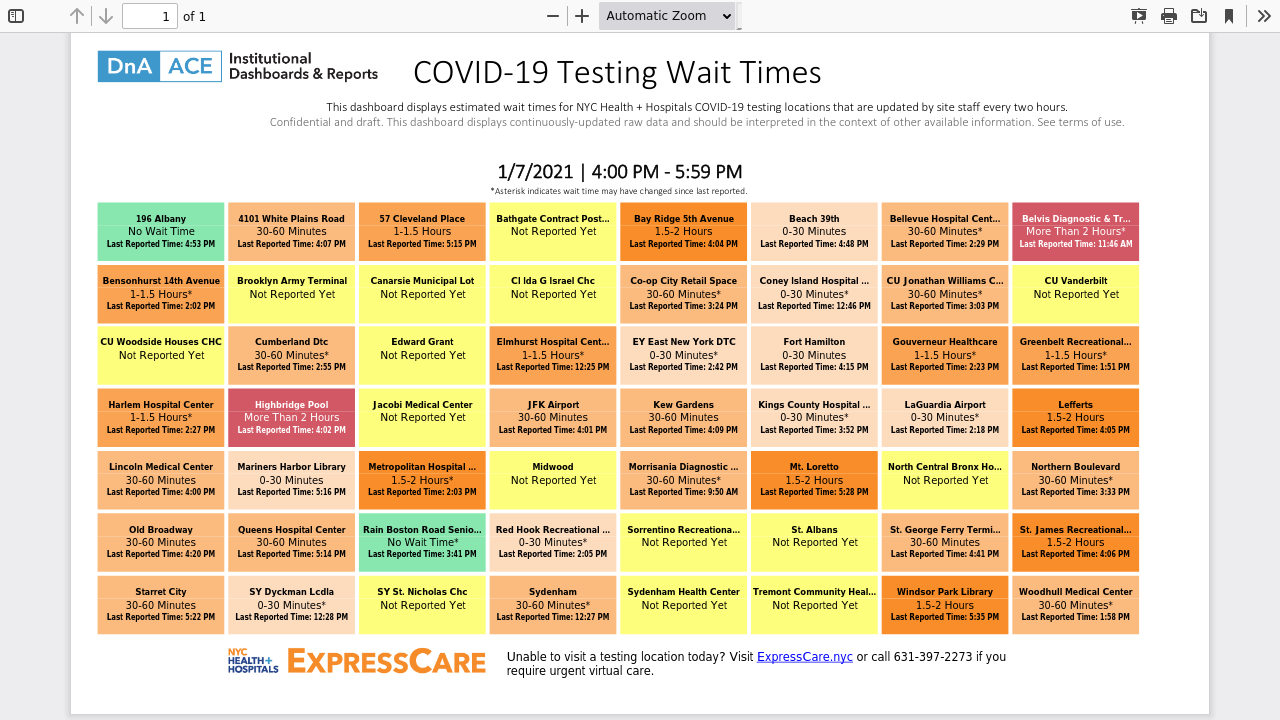 1 of 1
Automatic Zoom
DnA ACE Institutional
Dashboards & Reports
COVID-19 Testing Wait Times
This dashboard displays estimated wait times for NYC Health + Hospitals COVID-19 testing locations that are updated by site staff every two hours.
Confidential and draft. This dashboard displays continuously-updated raw data and should be interpreted in the context of other available information. See terms of use.
1/7/2021 | 4:00 PM - 5:59 PM
*Asterisk indicates wait time may have changed since last reported.
196 Albany
No Wait Time
Last Reported Time: 4:53 PM
4101 White Plains Road
30-60 Minutes
Last Reported Time: 4:07 PM
57 Cleveland Place
1-1.5 Hours
Last Reported Time: 5:15 PM
Bathgate Contract Post...
Not Reported Yet
Bay Ridge 5th Avenue
1.5-2 Hours
Last Reported Time: 4:04 PM
Beach 39th
0-30 Minutes
Last Reported Time: 4:48 PM
Bellevue Hospital Cent...
30-60 Minutes*
Last Reported Time: 2:29 PM
Belvis Diagnostic & Tr...
More Than 2 Hours*
Last Reported Time: 11:46 AM
Bensonhurst 14th Avenue
1-1.5 Hours*
Last Reported Time: 2:02 PM
Brooklyn Army Terminal
Not Reported Yet
Canarsie Municipal Lot
Not Reported Yet
CI Ida G Israel Chc
Not Reported Yet
Co-op City Retail Space
30-60 Minutes*
Last Reported Time: 3:24 PM
Coney Island Hospital ...
0-30 Minutes*
Last Reported Time: 12:46 PM
CU Jonathan Williams C...
30-60 Minutes*
Last Reported Time: 3:03 PM
CU Vanderbilt
Not Reported Yet
CU Woodside Houses CHC
Not Reported Yet
Cumberland Dtc
30-60 Minutes*
Last Reported Time: 2:55 PM
Edward Grant
Not Reported Yet
Elmhurst Hospital Cent...
1-1.5 Hours*
Last Reported Time: 12:25 PM
EY East New York DTC
0-30 Minutes*
Last Reported Time: 2:42 PM
Fort Hamilton
0-30 Minutes
Last Reported Time: 4:15 PM
Gouverneur Healthcare
1-1.5 Hours*
Last Reported Time: 2:23 PM
Greenbelt Recreational...
1-1.5 Hours*
Last Reported Time: 1:51 PM
Harlem Hospital Center
1-1.5 Hours*
Last Reported Time: 2:27 PM
Highbridge Pool
More Than 2 Hours
Last Reported Time: 4:02 PM
Jacobi Medical Center
Not Reported Yet
JFK Airport
30-60 Minutes
Last Reported Time: 4:01 PM
Kew Gardens
30-60 Minutes
Last Reported Time: 4:09 PM
Kings County Hospital ...
0-30 Minutes*
Last Reported Time: 3:52 PM
LaGuardia Airport
0-30 Minutes*
Last Reported Time: 2:18 PM
Lefferts
1.5-2 Hours
Last Reported Time: 4:05 PM
Lincoln Medical Center
30-60 Minutes
Last Reported Time: 4:00 PM
Mariners Harbor Library
0-30 Minutes
Last Reported Time: 5:16 PM
Metropolitan Hospital ...
1.5-2 Hours*
Last Reported Time: 2:03 PM
Midwood
Not Reported Yet
Morrisania Diagnostic ...
30-60 Minutes*
Last Reported Time: 9:50 AM
Mt. Loretto
1.5-2 Hours
Last Reported Time: 5:28 PM
North Central Bronx Ho...
Not Reported Yet
Northern Boulevard
30-60 Minutes*
Last Reported Time: 3:33 PM
Old Broadway
30-60 Minutes
Last Reported Time: 4:20 PM
Queens Hospital Center
30-60 Minutes
Last Reported Time: 5:14 PM
Rain Boston Road Senio...
No Wait Time*
Last Reported Time: 3:41 PM
Red Hook Recreational ...
0-30 Minutes*
Last Reported Time: 2:05 PM
Sorrentino Recreationa...
Not Reported Yet
St. Albans
Not Reported Yet
St. George Ferry Termi...
30-60 Minutes
Last Reported Time: 4:41 PM
St. James Recreational...
1.5-2 Hours
Last Reported Time: 4:06 PM
Starret City
30-60 Minutes
Last Reported Time: 5:22 PM
SY Dyckman Lcdla
0-30 Minutes*
Last Reported Time: 12:28 PM
SY St. Nicholas Chc
Not Reported Yet
Sydenham
30-60 Minutes*
Last Reported Time: 12:27 PM
Sydenham Health Center
Not Reported Yet
Tremont Community Heal...
Not Reported Yet
Windsor Park Library
1.5-2 Hours
Last Reported Time: 5:35 PM
Woodhull Medical Center
30-60 Minutes*
Last Reported Time: 1:58 PM
NYC
HEALTH+
HOSPITALS
EXPRESSCARE
Unable to visit a testing location today? Visit ExpressCare.nyc or call 631-397-2273 if you
require urgent virtual care.